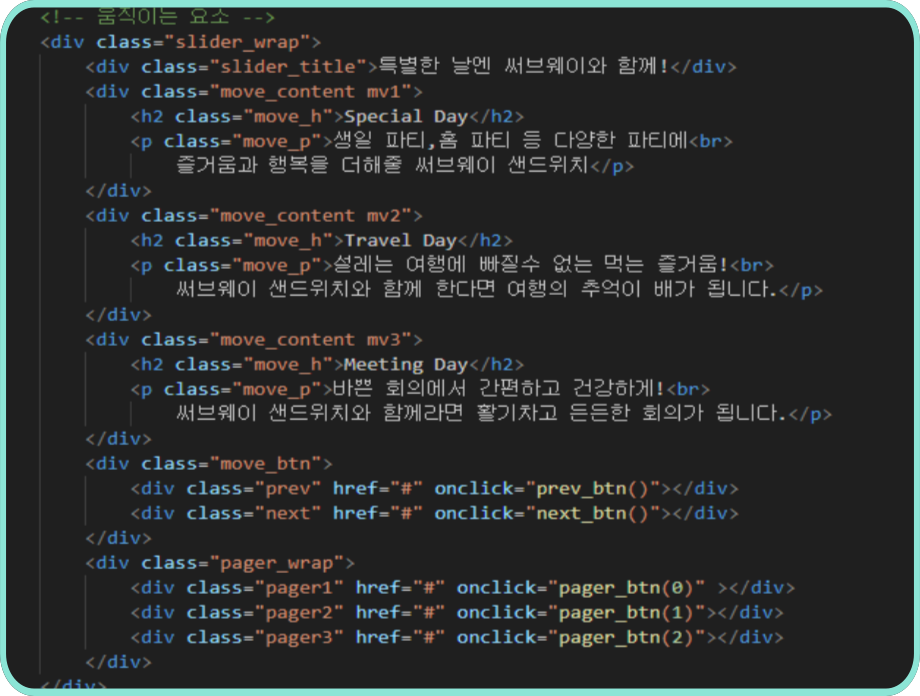 <!-- 움직이는 요소 -->
<div class="slider_wrap">
<div class="slider_title">특별한 날엔 써브웨이와 함께!</div>
<div class="move_content mv1">
<h2 class="move_h">Special Day</h2>
<p class="move_p">생일 파티,홈 파티 등 다양한 파티에<br>
즐거움과 행복을 더해줄 써브웨이 샌드위치</p>
</div>
<div class="move_content mv2">
<h2 class="move_h">Travel Day</h2>
<p class="move_p">설레는 여행에 빠질수 없는 먹는 즐거움!<br>
써브웨이 샌드위치와 함께 한다면 여행의 추억이 배가 됩니다.</p>
</div>
<div class="move_content mv3">
<h2 class="move_h">Meeting Day</h2>
<p class="move_p">바쁜 회의에서 간편하고 건강하게!<br>
써브웨이 샌드위치와 함께라면 활기차고 든든한 회의가 됩니다.</p>
</div>
<div class="move_btn">
<div class="prev" href="#" onclick="prev_btn()"></div>
<div class="next" href="#" onclick="next_btn()"></div>
</div>
<div class="pager_wrap">
<div class="pager1" href="#" onclick="pager_btn(0)" ></div>
<div class="pager2" href="#" onclick="pager_btn(1)"></div>
<div class="pager3" href="#" onclick="pager_btn(2)"></div>
</div>
</div>